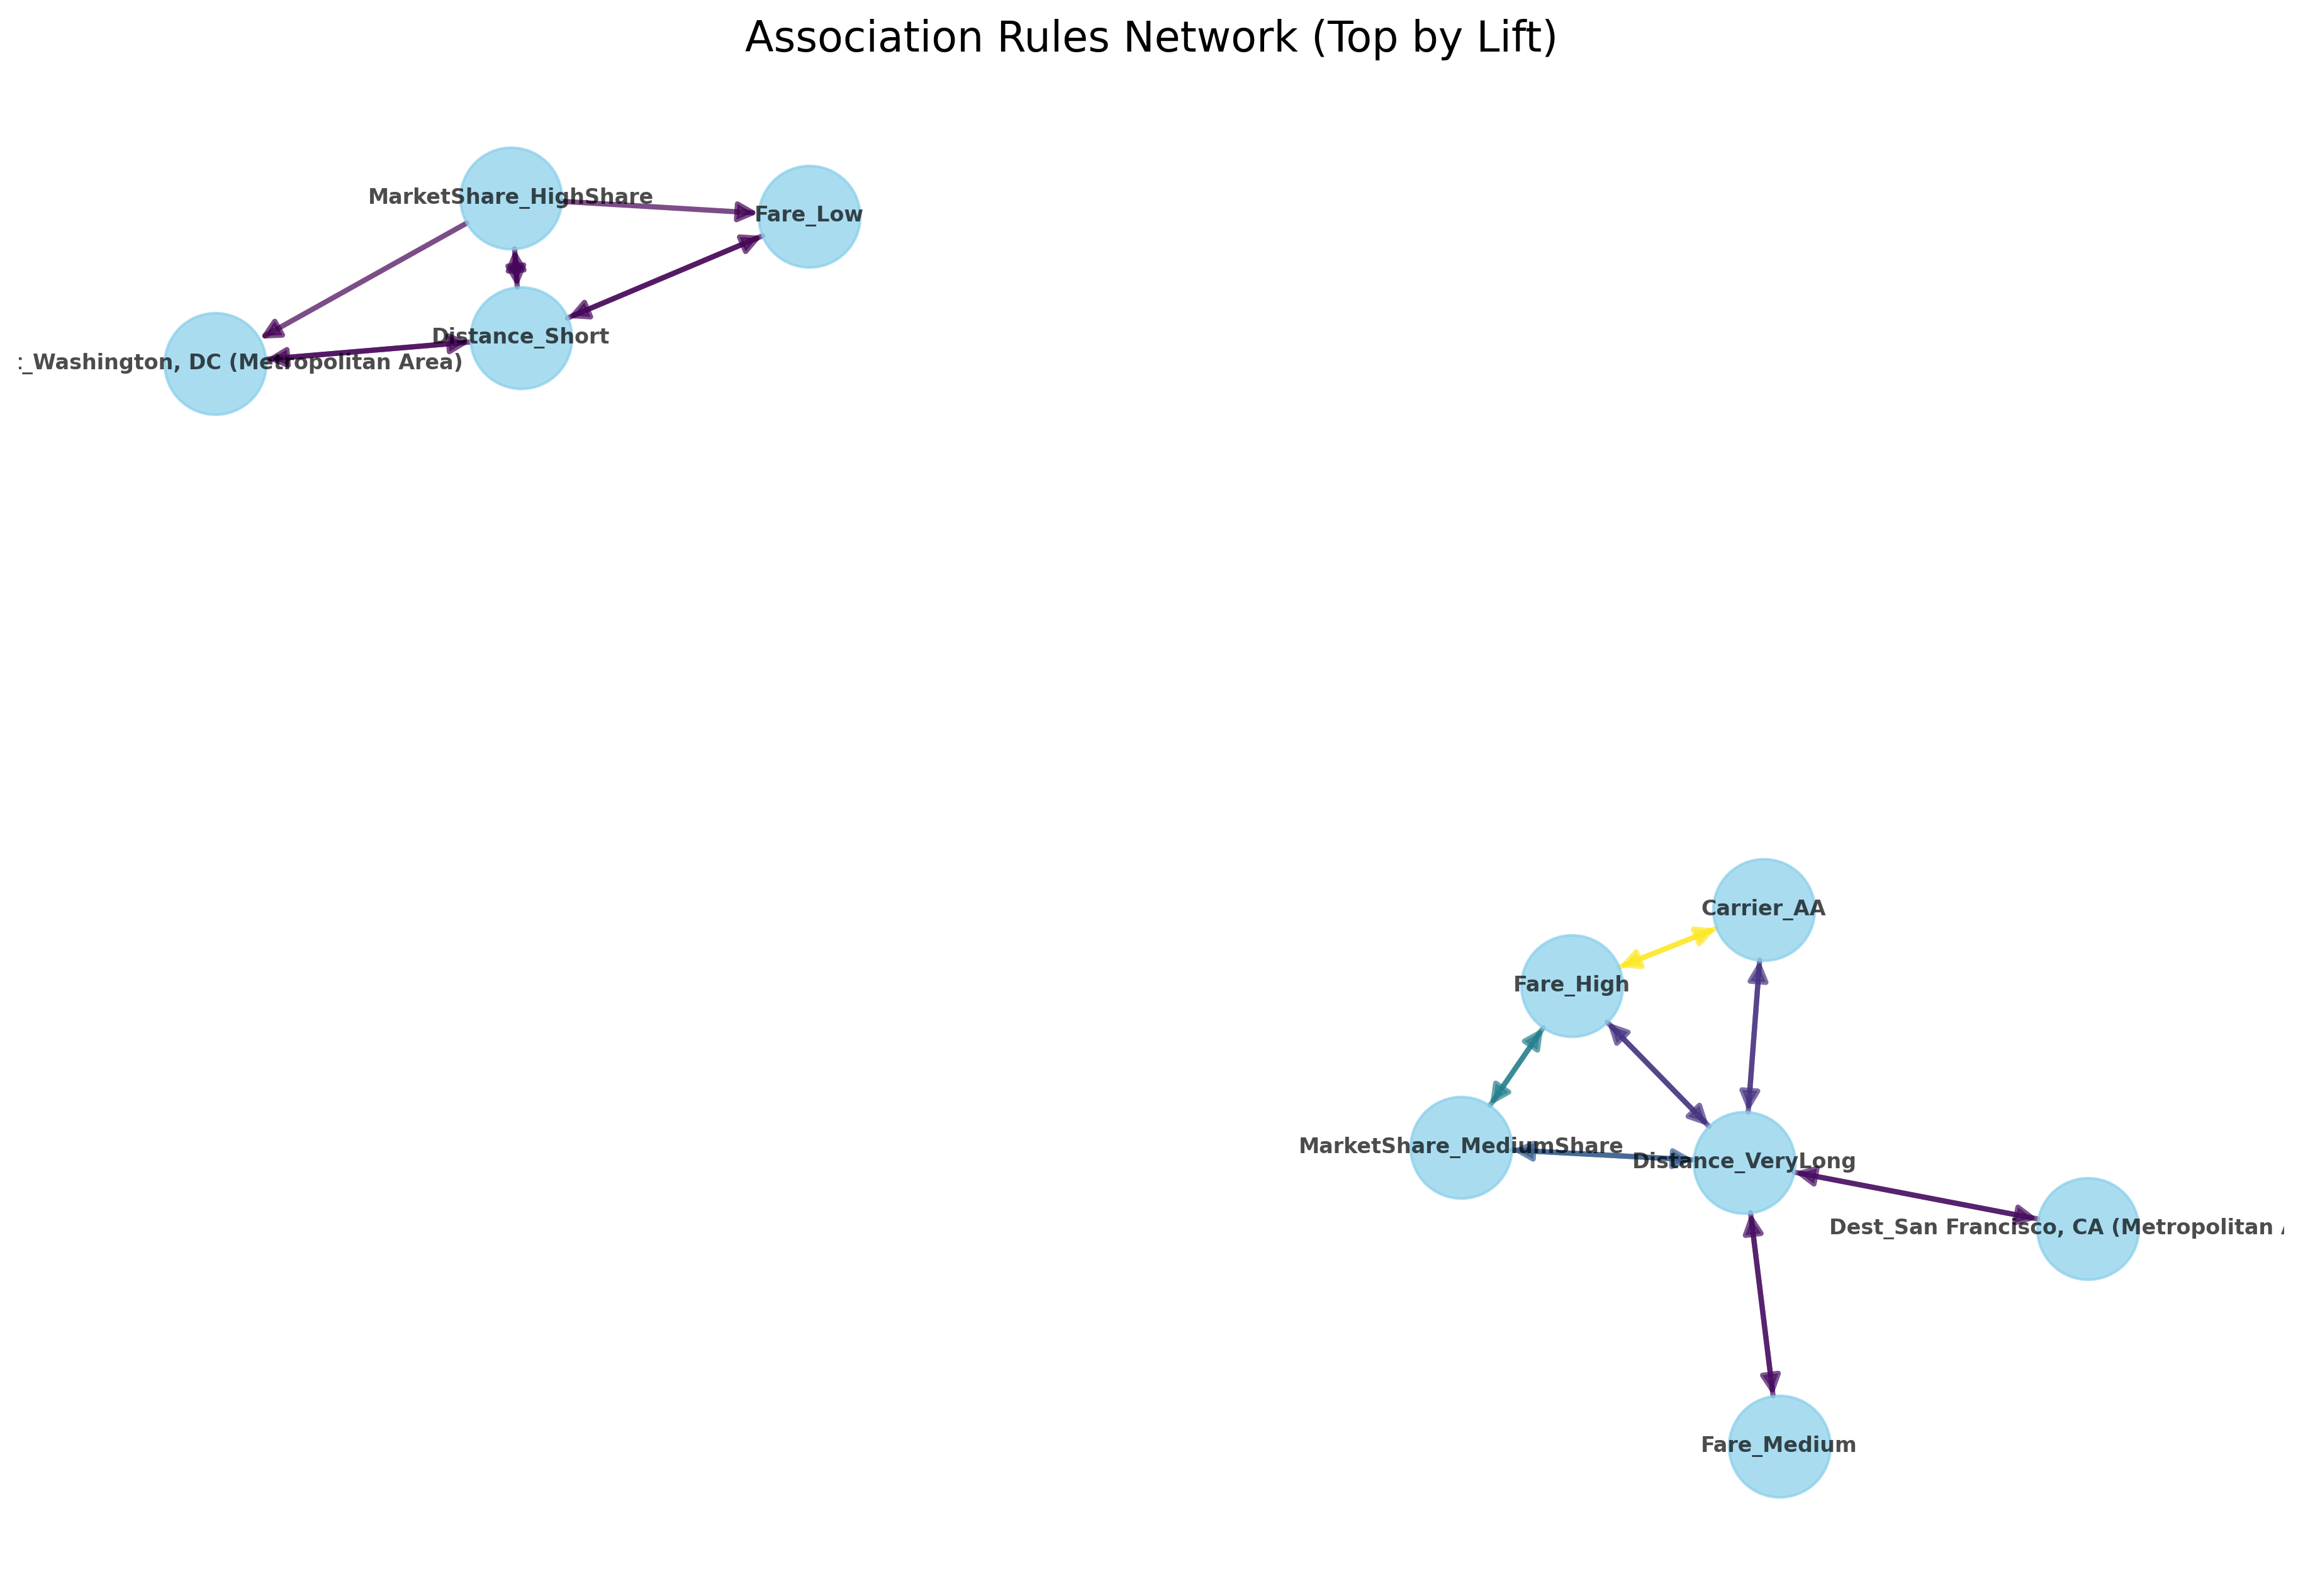 Association Rules Network (Top by Lift)
MarketShare_HighShare
Fare_Low
Distance_Short
:_Washington, DC (Metropolitan Area)
Carrier_AA
Fare_High
MarketShare_MediumShare
Distance_VeryLong
Dest_San Francisco, CA (Metropolitan
Fare_Medium